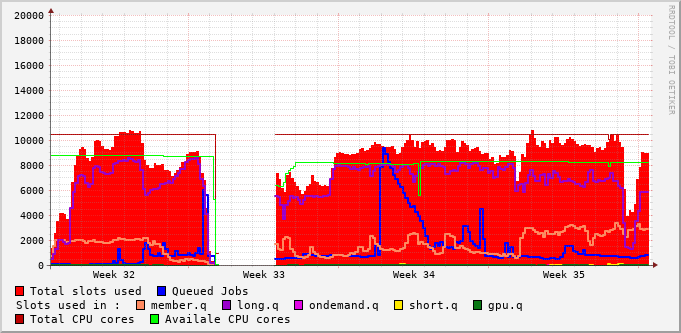 RRDTOOL / TOBI OETIKER
20000
18000
16000
14000
12000
10000
8000
6000
4000
2000
0
Week 32 Week 33 Week 34 Week 35
Total slots used Queued Jobs
Slots used in : member.q long.q ondemand.q short.q gpu.q
Total CPU cores Availale CPU cores